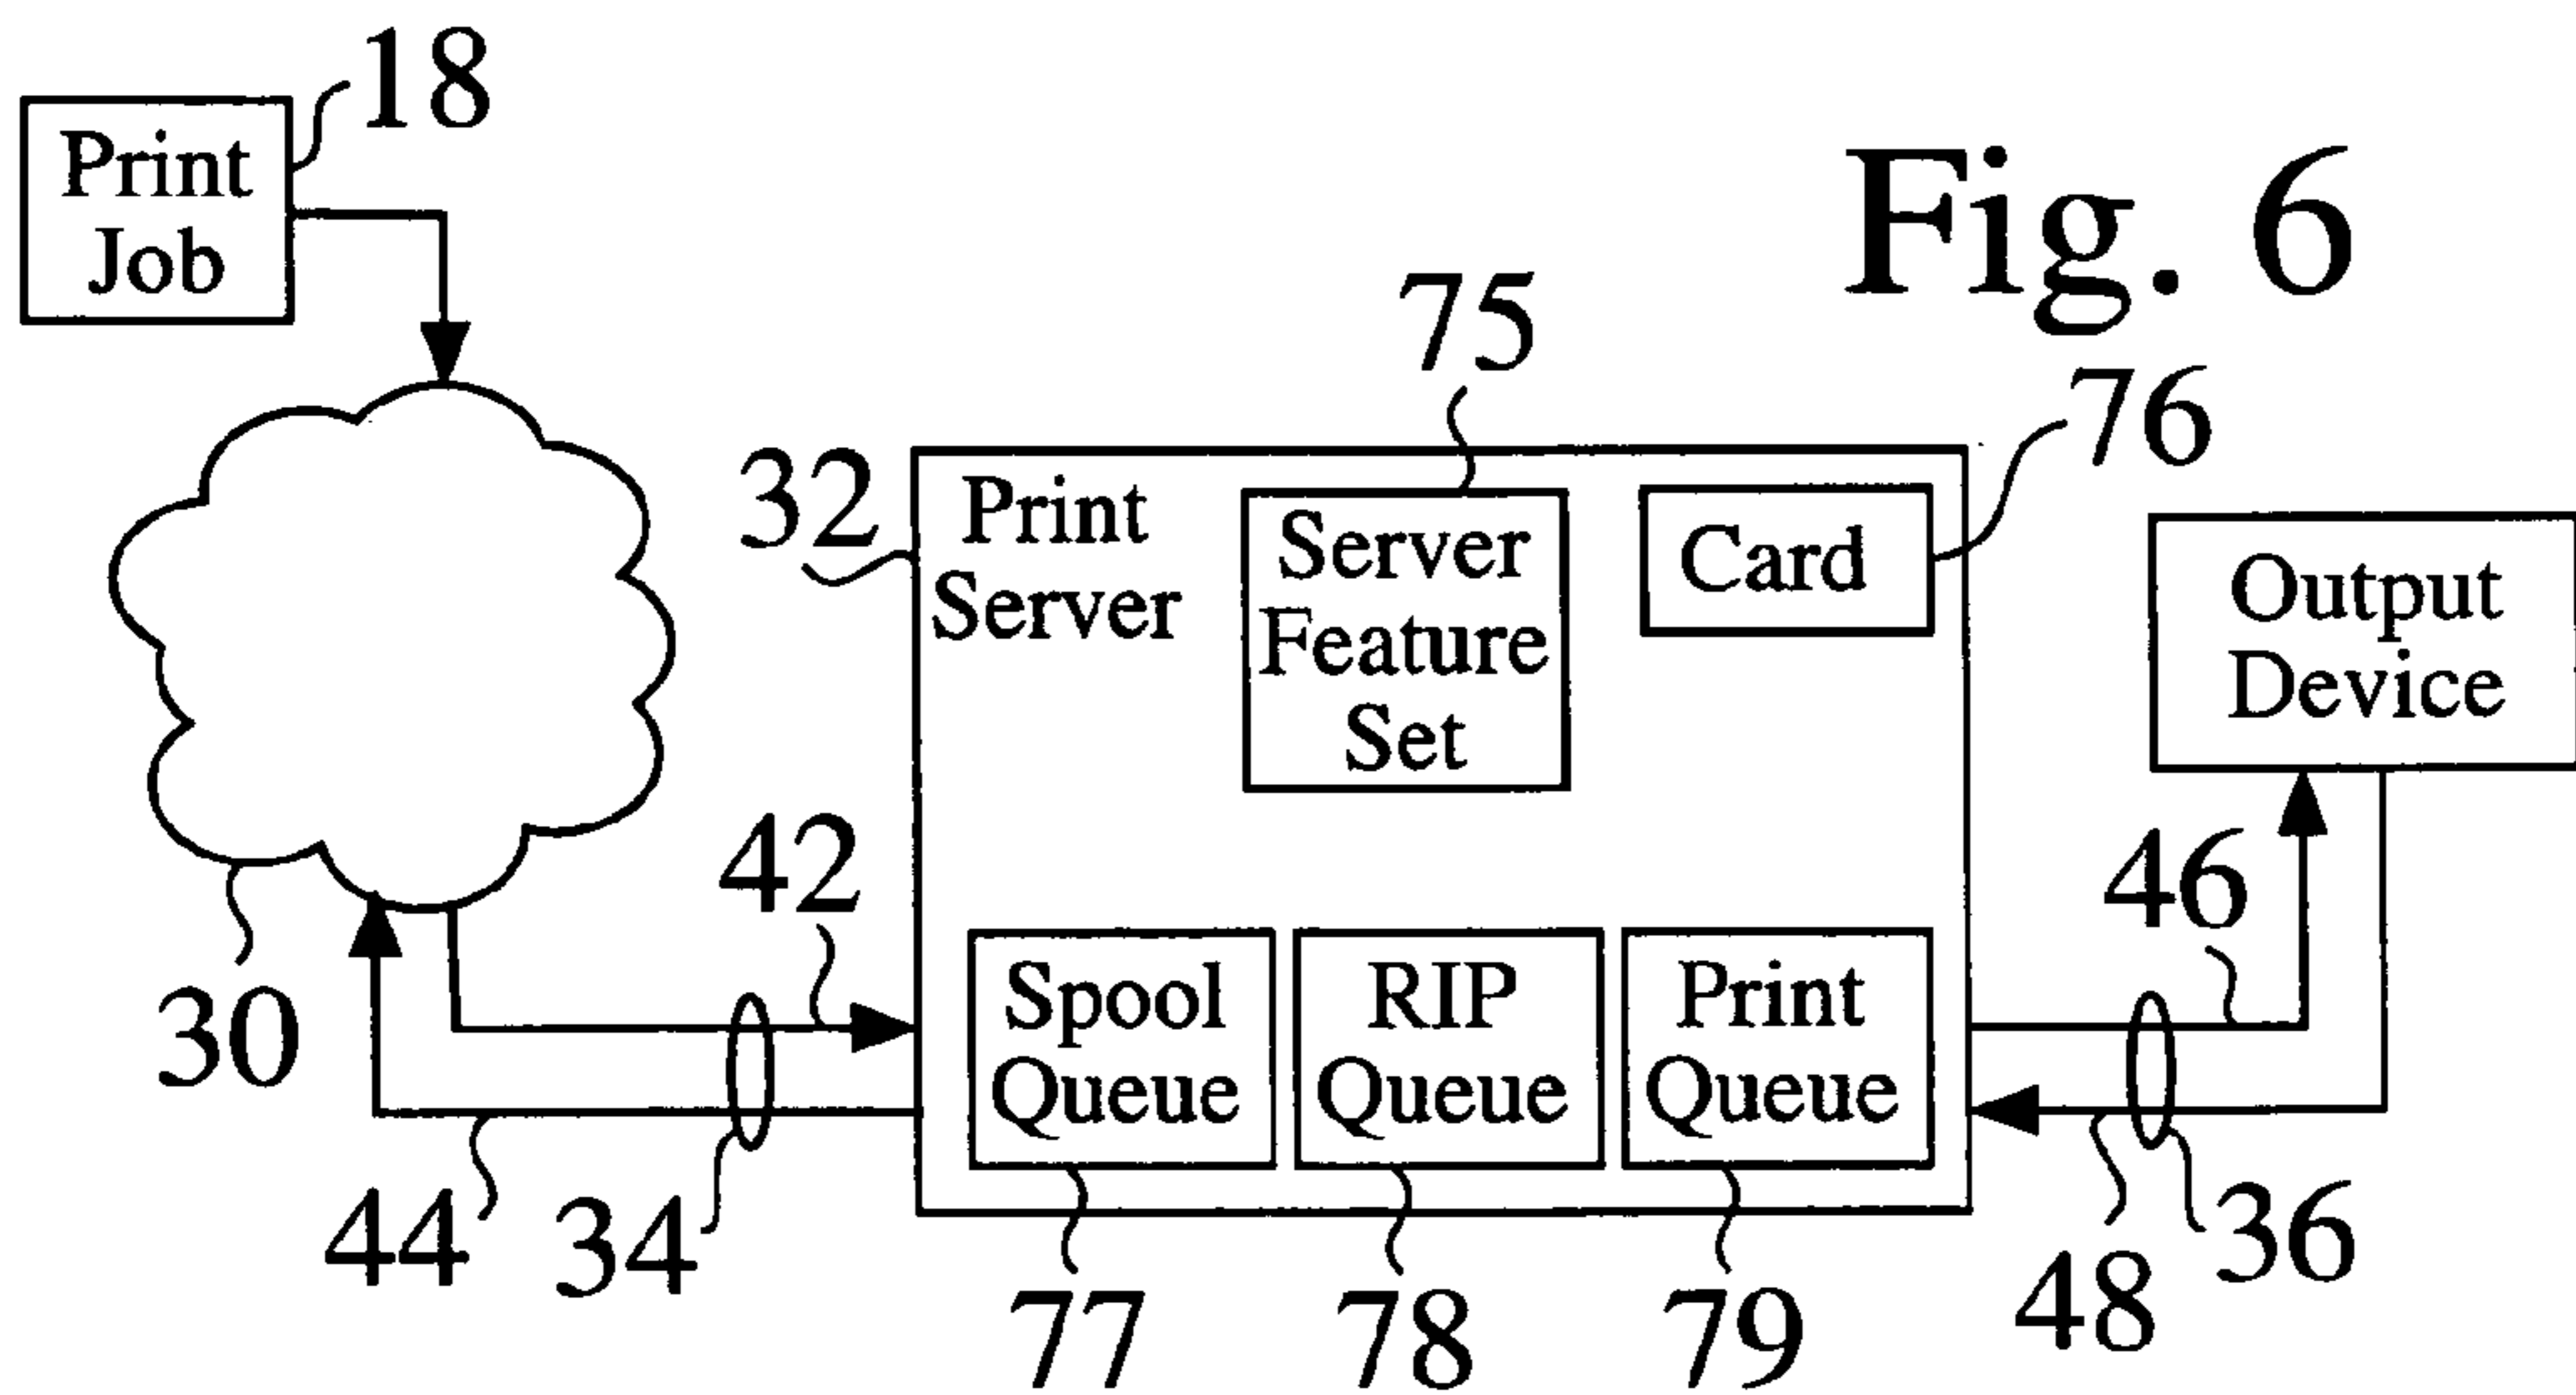 18
Print
Job
Fig. 6
75
76
32
Print
Server
Server
Feature
Set
Card
Output
Device
42
46
30
Spool
Queue
RIP
Queue
Print
Queue
44
34
36
48
77
78
79